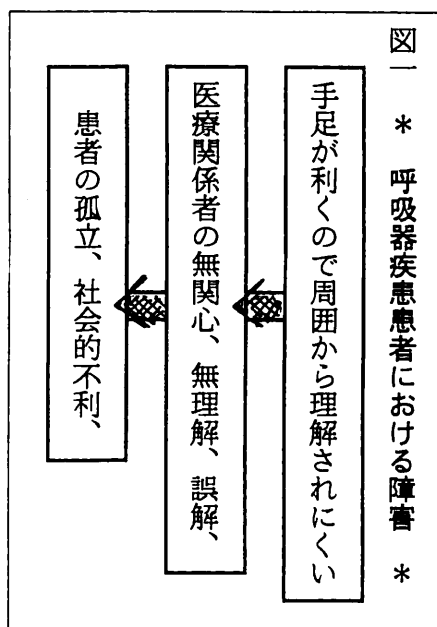 図一　＊　呼吸器疾患患者における障害　＊
手足が利くので周囲から理解されにくい
医療関係者の無関心、無理解、誤解、
患者の孤立、社会的不利、